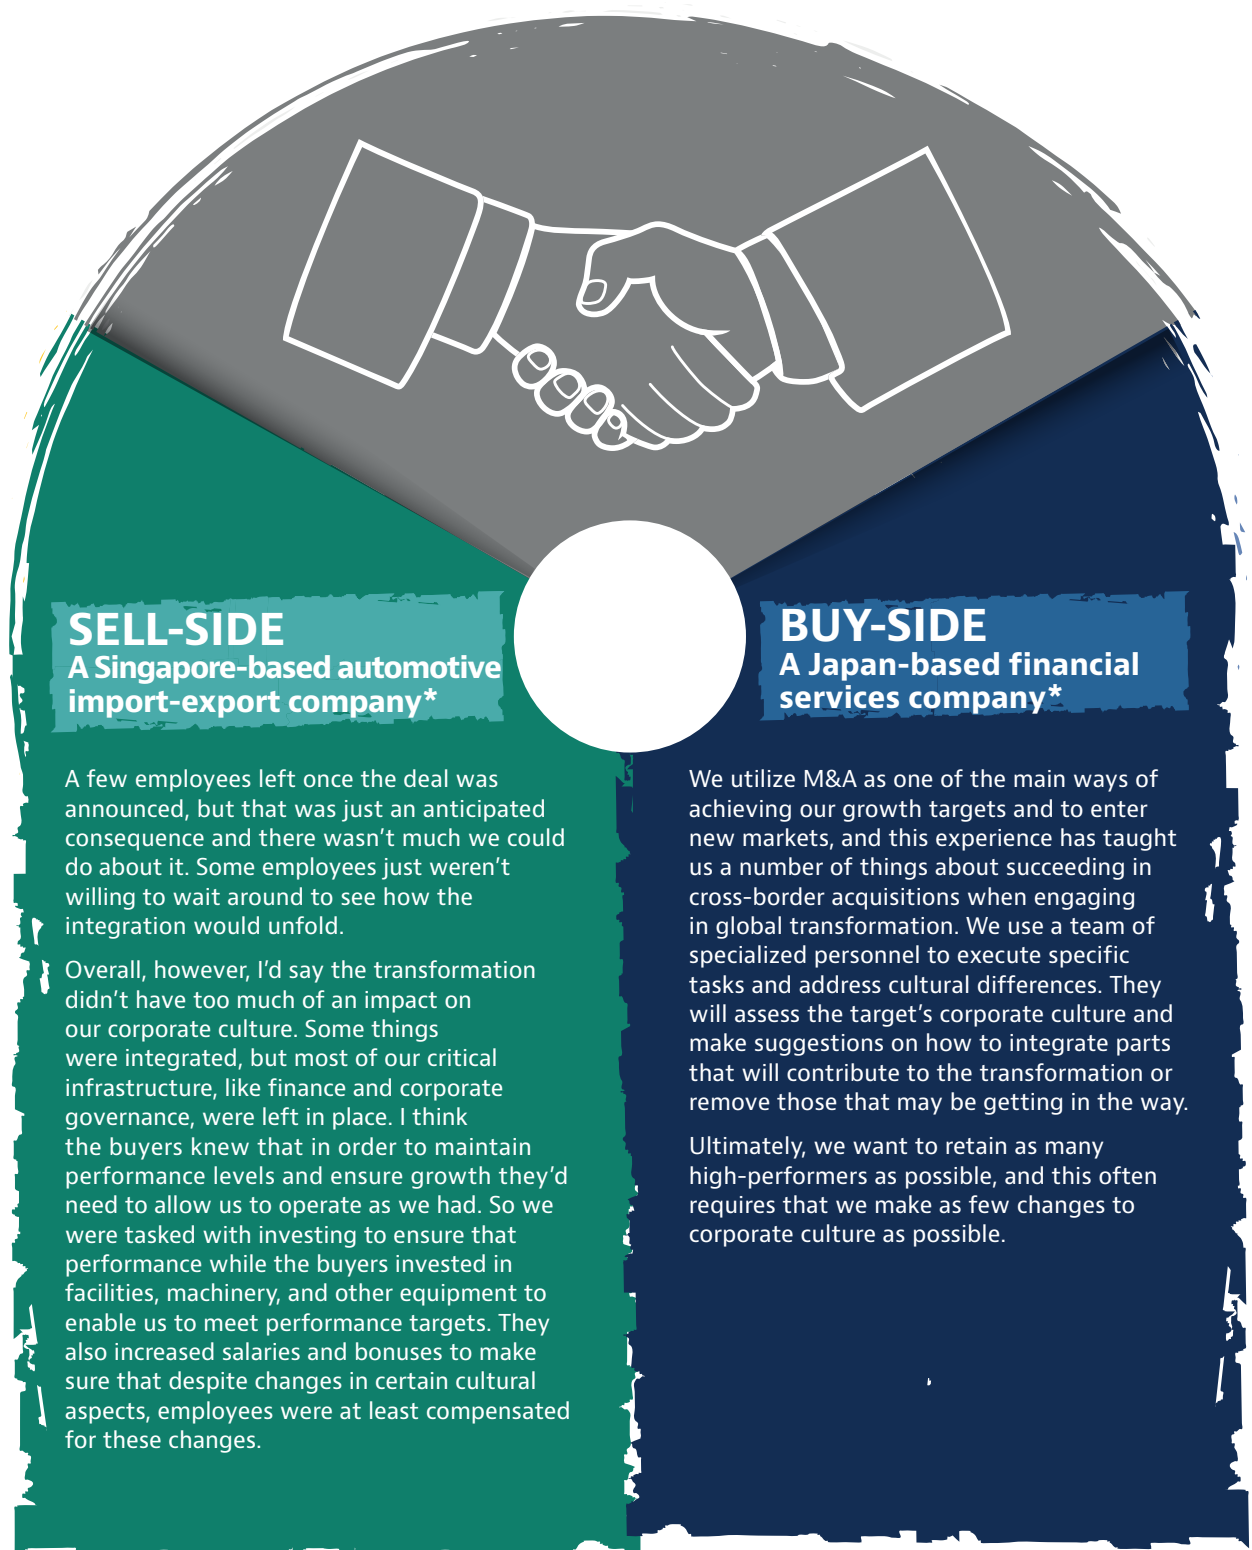 SELL-SIDE
A Singapore-based automotive
import-export company*
A few employees left once the deal was
announced, but that was just an anticipated
consequence and there wasn't much we could
do about it. Some employees just weren't
willing to wait around to see how the
integration would unfold.
Overall, however, I'd say the transformation
didn't have too much of an impact on
our corporate culture. Some things
were integrated, but most of our critical
infrastructure, like finance and corporate
governance, were left in place. I think
the buyers knew that in order to maintain
performance levels and ensure growth they'd
need to allow us to operate as we had. So we
were tasked with investing to ensure that
performance while the buyers invested in
facilities, machinery, and other equipment to
enable us to meet performance targets. They
also increased salaries and bonuses to make
sure that despite changes in certain cultural
aspects, employees were at least compensated
for these changes.
BUY-SIDE
A Japan-based financial
services company*
We utilize M&A as one of the main ways of
achieving our growth targets and to enter
new markets, and this experience has taught
us a number of things about succeeding in
cross-border acquisitions when engaging
in global transformation. We use a team of
specialized personnel to execute specific
tasks and address cultural differences. They
will assess the target's corporate culture and
make suggestions on how to integrate parts
that will contribute to the transformation or
remove those that may be getting in the way.
Ultimately, we want to retain as many
high-performers as possible, and this often
requires that we make as few changes to
corporate culture as possible.